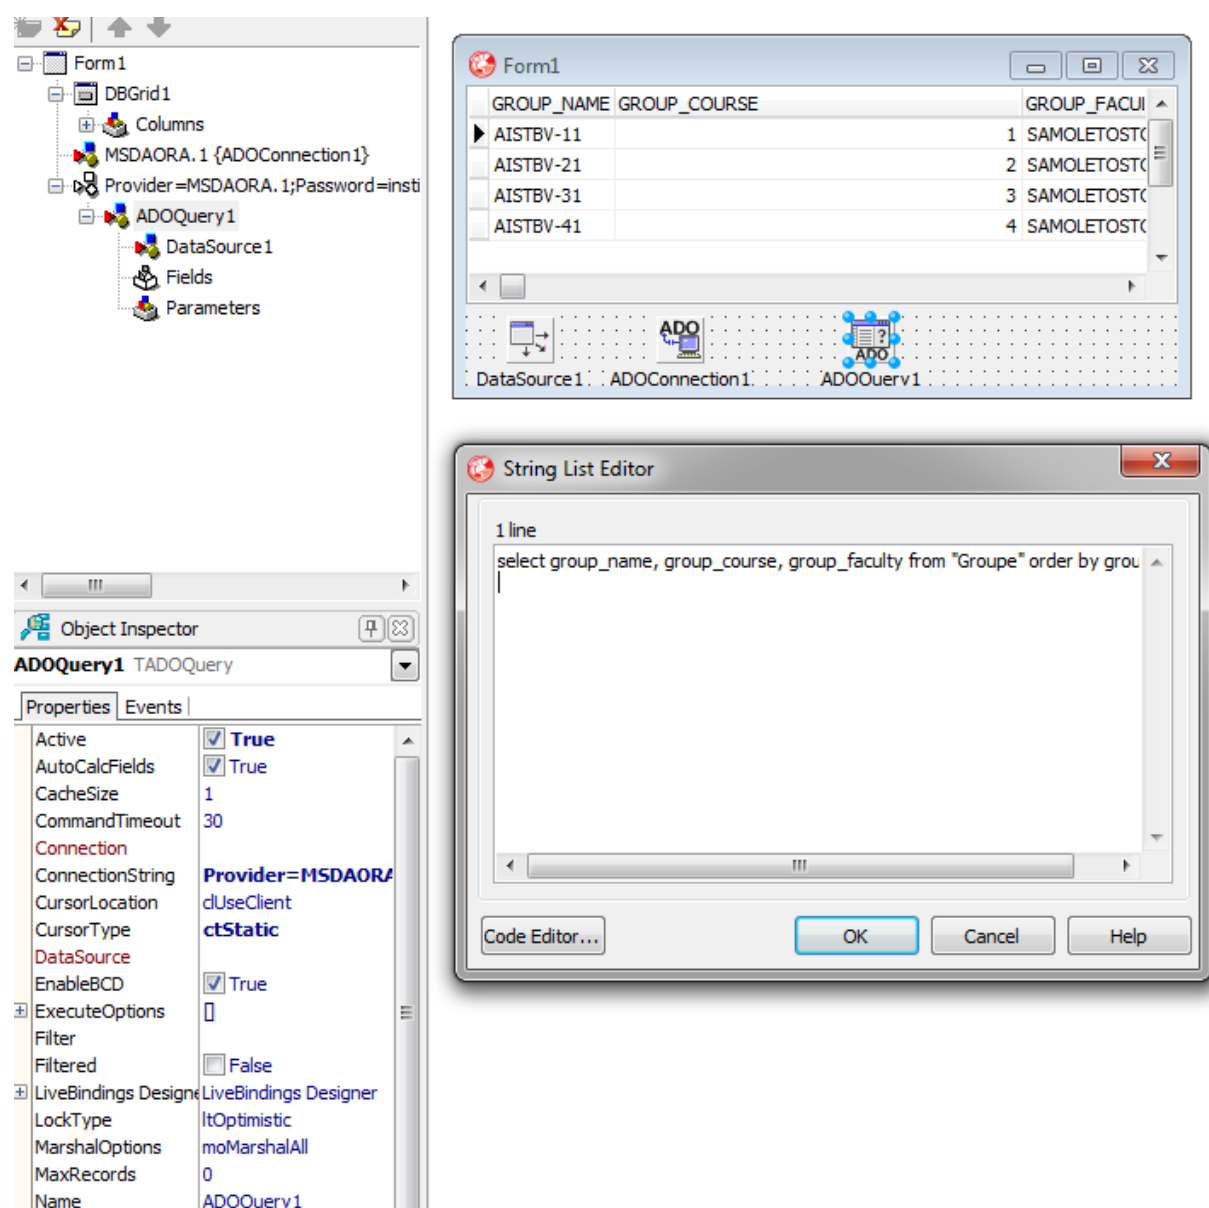 Form1
DBGrid1
Columns
MSDAORA.1 {ADOConnection1}
Provider=MSDAORA.1;Password=insti
ADOQuery1
DataSource1
Fields
Parameters
Object Inspector
ADOQuery1 TADOQuery
Properties Events
Active True
AutoCalcFields True
CacheSize 1
CommandTimeout 30
Connection
ConnectionString Provider=MSDAORA
CursorLocation clUseClient
CursorType ctStatic
DataSource
EnableBCD True
ExecuteOptions []
Filter
Filtered False
LiveBindings Designe LiveBindings Designer
LockType ltOptimistic
MarshalOptions moMarshalAll
MaxRecords 0
Name ADOQuery1
Form1
GROUP_NAME GROUP_COURSE GROUP_FACUI
AISTBV-11 1 SAMOLETOSTO
AISTBV-21 2 SAMOLETOSTO
AISTBV-31 3 SAMOLETOSTO
AISTBV-41 4 SAMOLETOSTO
ADO
?
ADO
DataSource1 ADOConnection1 ADOQuery1
String List Editor
1 line
select group_name, group_course, group_faculty from "Groupe" order by grou
Code Editor... OK Cancel Help